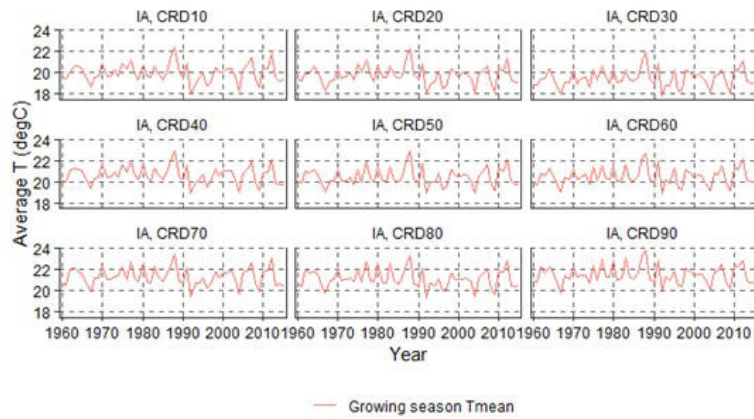 IA, CRD10 IA, CRD20 IA, CRD30
24
22
20
18
IA, CRD40 IA, CRD50 IA, CRD60
24
22
20
18
IA, CRD70 IA, CRD80 IA, CRD90
24
22
20
18
Average T (degC)
1960 1970 1980 1990 2000 2010 1960 1970 1980 1990 2000 2010 1960 1970 1980 1990 2000 2010
Year
Growing season Tmean